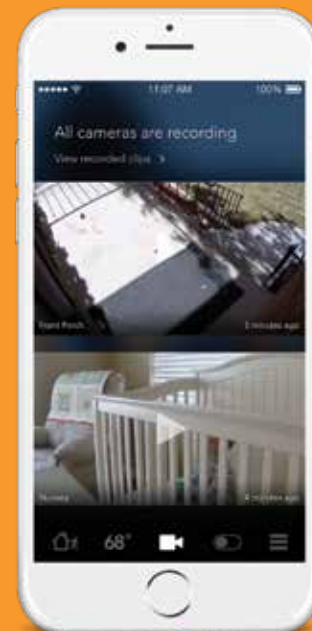 11:07 AM 100%
All cameras are recording
View recorded clips >
Front Porch 3 minutes ago
Nursery 4 minutes ago
68°